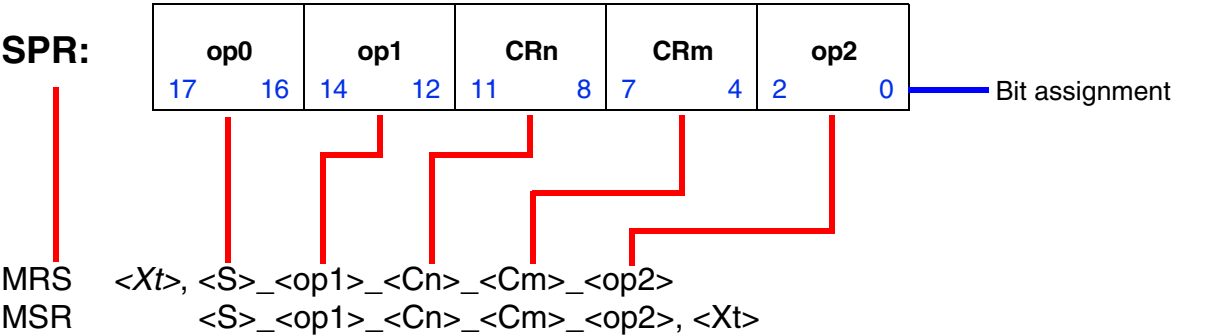 SPR:
op0 op1 CRn CRm op2
17 16 14 12 11 8 7 4 2 0 Bit assignment
MRS <Xt>, <S>_<op1>_<Cn>_<Cm>_<op2>
MSR <S>_<op1>_<Cn>_<Cm>_<op2>, <Xt>